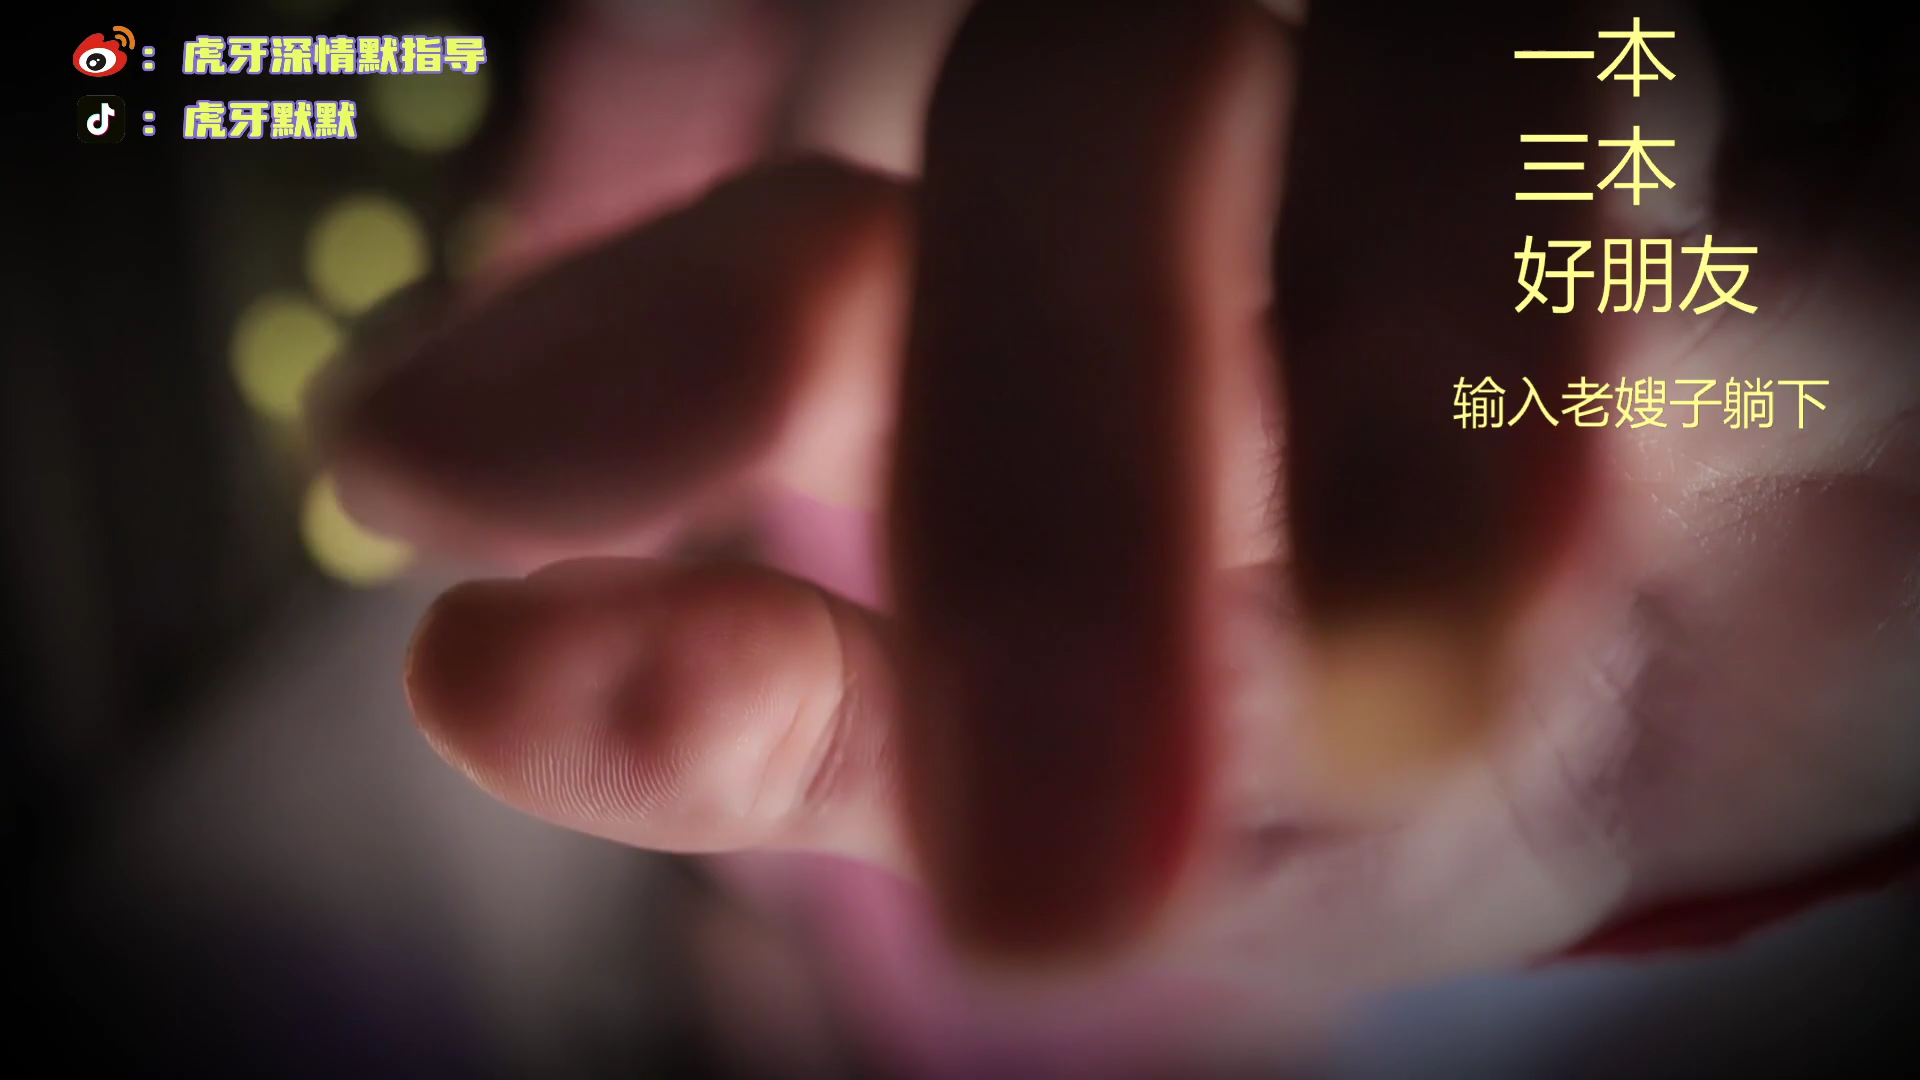 ：虎牙深情默指导
：虎牙默默
一本
三本
好朋友
输入老嫂子躺下